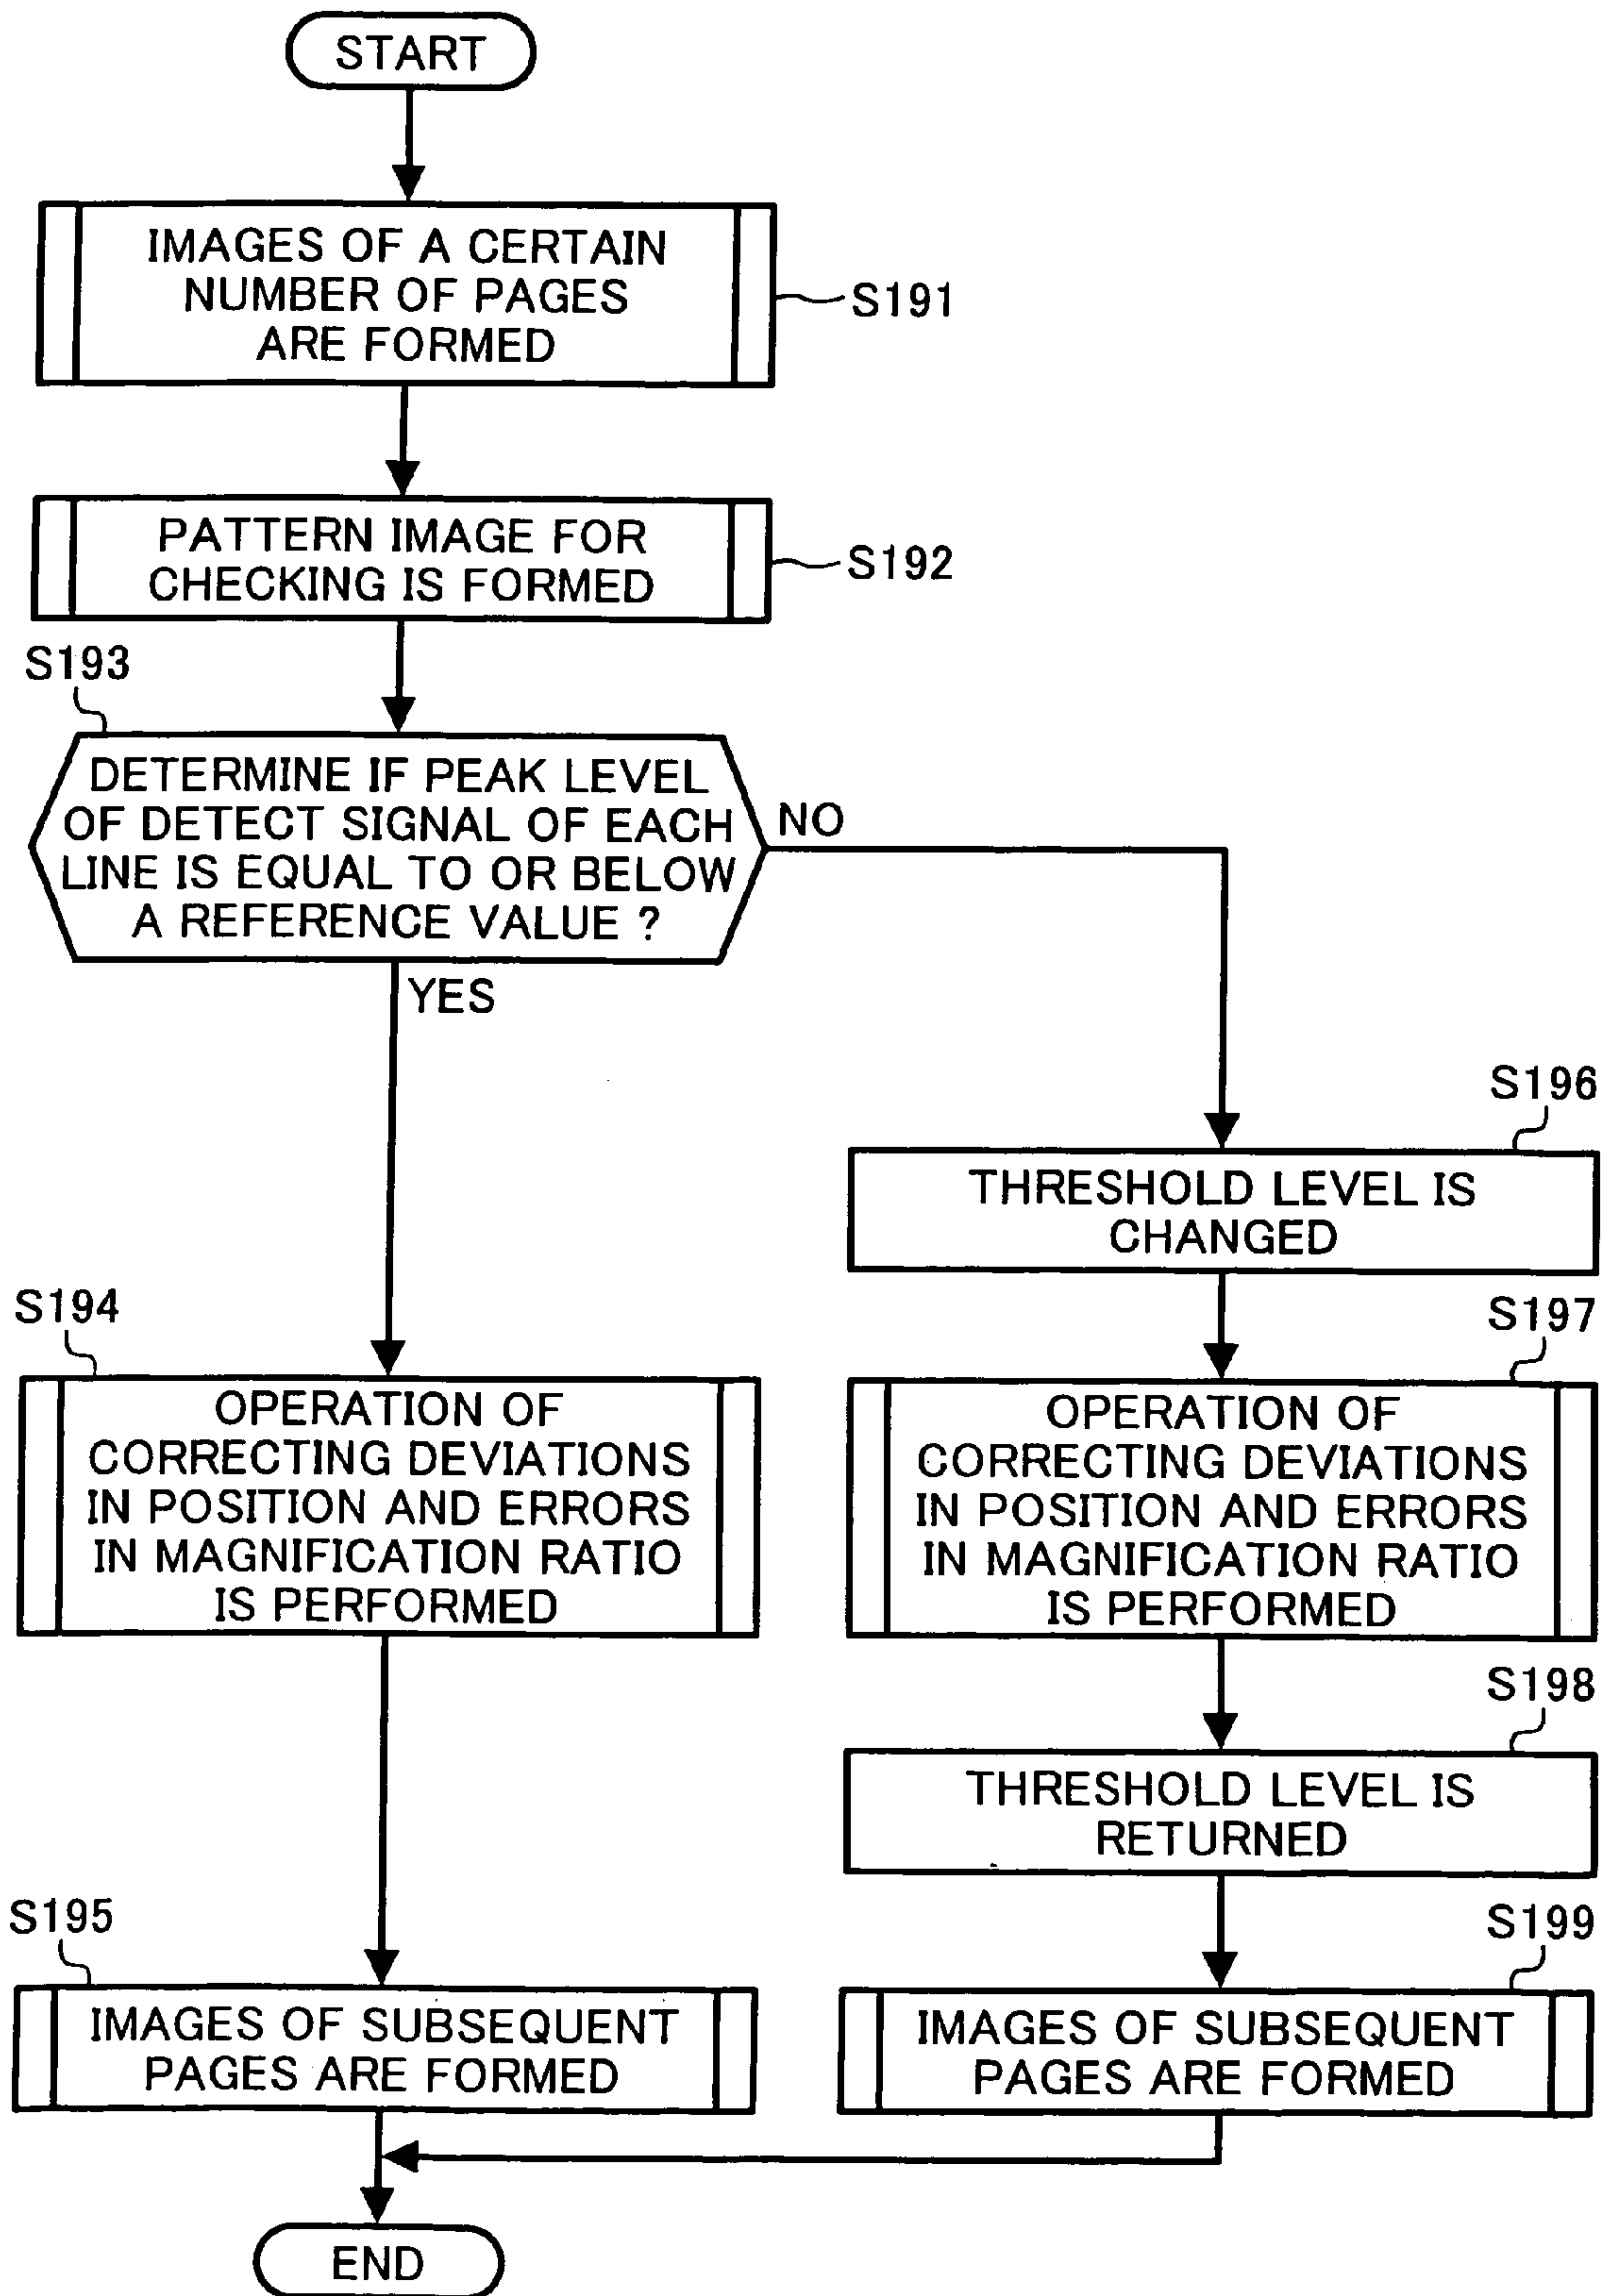 START
IMAGES OF A CERTAIN
NUMBER OF PAGES
ARE FORMED
S191
PATTERN IMAGE FOR
CHECKING IS FORMED
S192
S193
DETERMINE IF PEAK LEVEL
OF DETECT SIGNAL OF EACH
LINE IS EQUAL TO OR BELOW
A REFERENCE VALUE ?
NO
YES
S196
THRESHOLD LEVEL IS
CHANGED
S194
OPERATION OF
CORRECTING DEVIATIONS
IN POSITION AND ERRORS
IN MAGNIFICATION RATIO
IS PERFORMED
S197
OPERATION OF
CORRECTING DEVIATIONS
IN POSITION AND ERRORS
IN MAGNIFICATION RATIO
IS PERFORMED
S198
THRESHOLD LEVEL IS
RETURNED
S195
IMAGES OF SUBSEQUENT
PAGES ARE FORMED
S199
IMAGES OF SUBSEQUENT
PAGES ARE FORMED
END